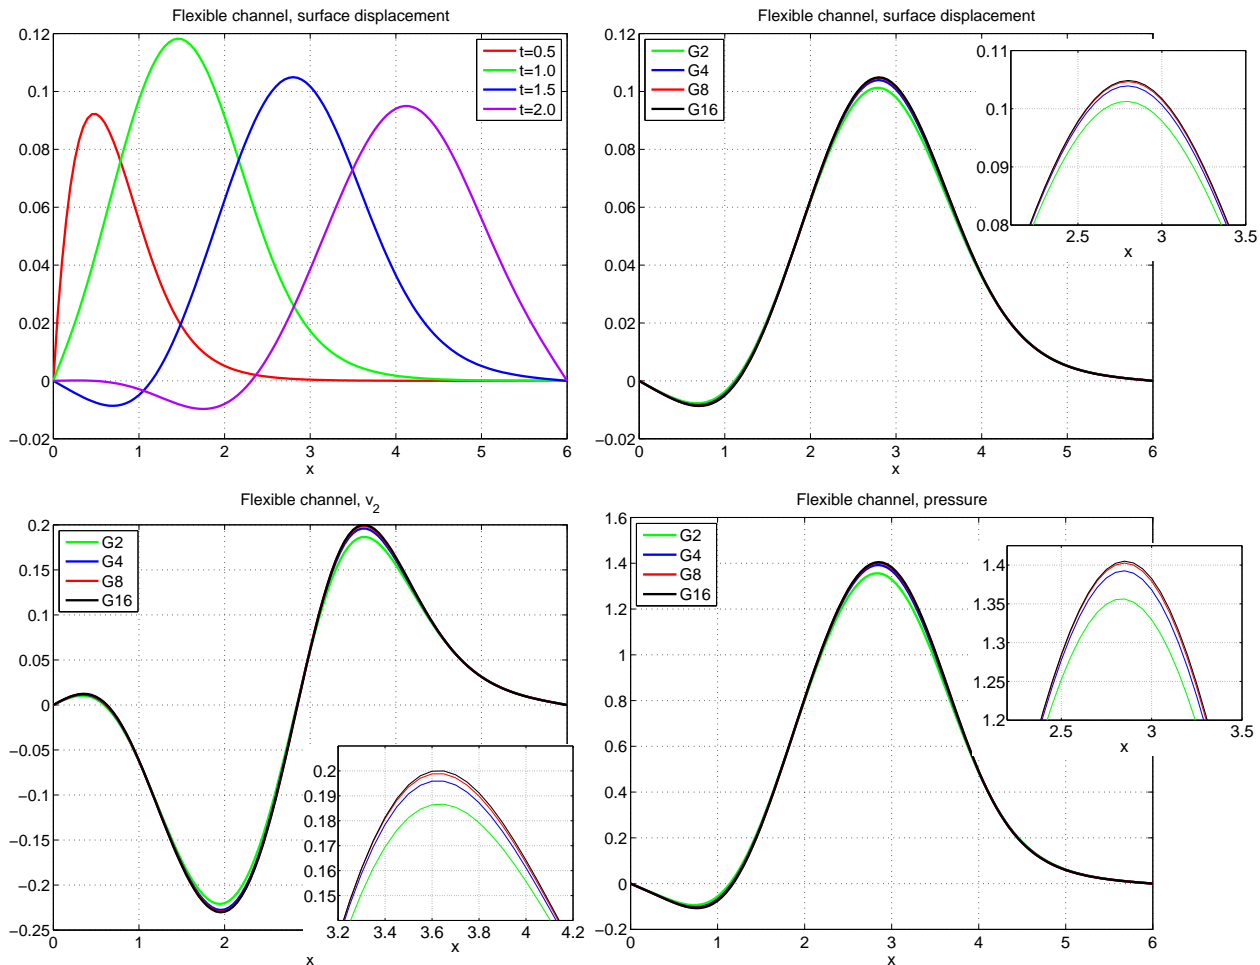 Flexible channel, surface displacement
0.12
0.1
0.08
0.06
0.04
0.02
0
−0.02
0 1 2 3 4 5 6
x
t=0.5
t=1.0
t=1.5
t=2.0
Flexible channel, surface displacement
0.12
0.1
0.08
0.06
0.04
0.02
0
−0.02
0 1 2 3 4 5 6
x
G2
G4
G8
G16
0.11
0.1
0.09
0.08
2.5 3 3.5
x
Flexible channel, v2
0.2
0.15
0.1
0.05
0
−0.05
−0.1
−0.15
−0.2
−0.25
0 1 2
x
G2
G4
G8
G16
0.2
0.19
0.18
0.17
0.16
0.15
3.2 3.4 3.6 3.8 4 4.2
x
Flexible channel, pressure
1.6
1.4
1.2
1
0.8
0.6
0.4
0.2
0
−0.2
0 1 2 3 4 5 6
x
G2
G4
G8
G16
1.4
1.35
1.3
1.25
1.2
2.5 3 3.5
x